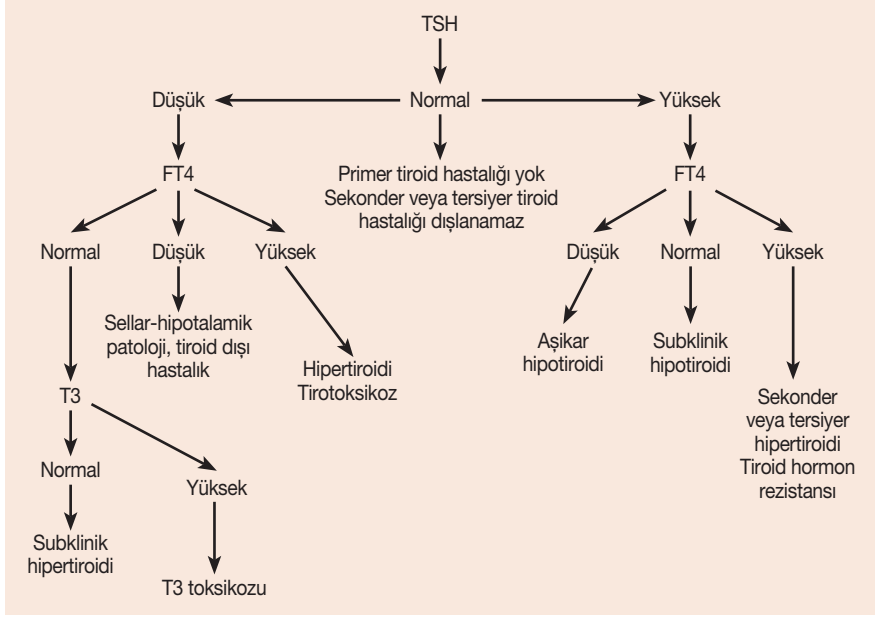 TSH
Düşük
Normal
Yüksek
FT4
Primer tiroid hastalığı yok
Sekonder veya tersiyer tiroid
hastalığı dışlanamaz
FT4
Normal
Düşük
Yüksek
Düşük
Normal
Yüksek
Sellar-hipotalamik
patoloji, tiroid dışı
hastalık
Hipertiroidi
Tirotoksikoz
Aşikar
hipotiroidi
Subklinik
hipotiroidi
Sekonder
veya tersiyer
hipertiroidi
Tiroid hormon
rezistansı
T3
Normal
Yüksek
Subklinik
hipertiroidi
T3 toksikozu